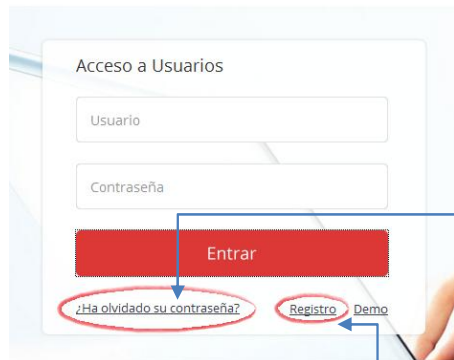 Acceso a Usuarios
Usuario
Contraseña
Entrar
¿Ha olvidado su contraseña? Registro Demo